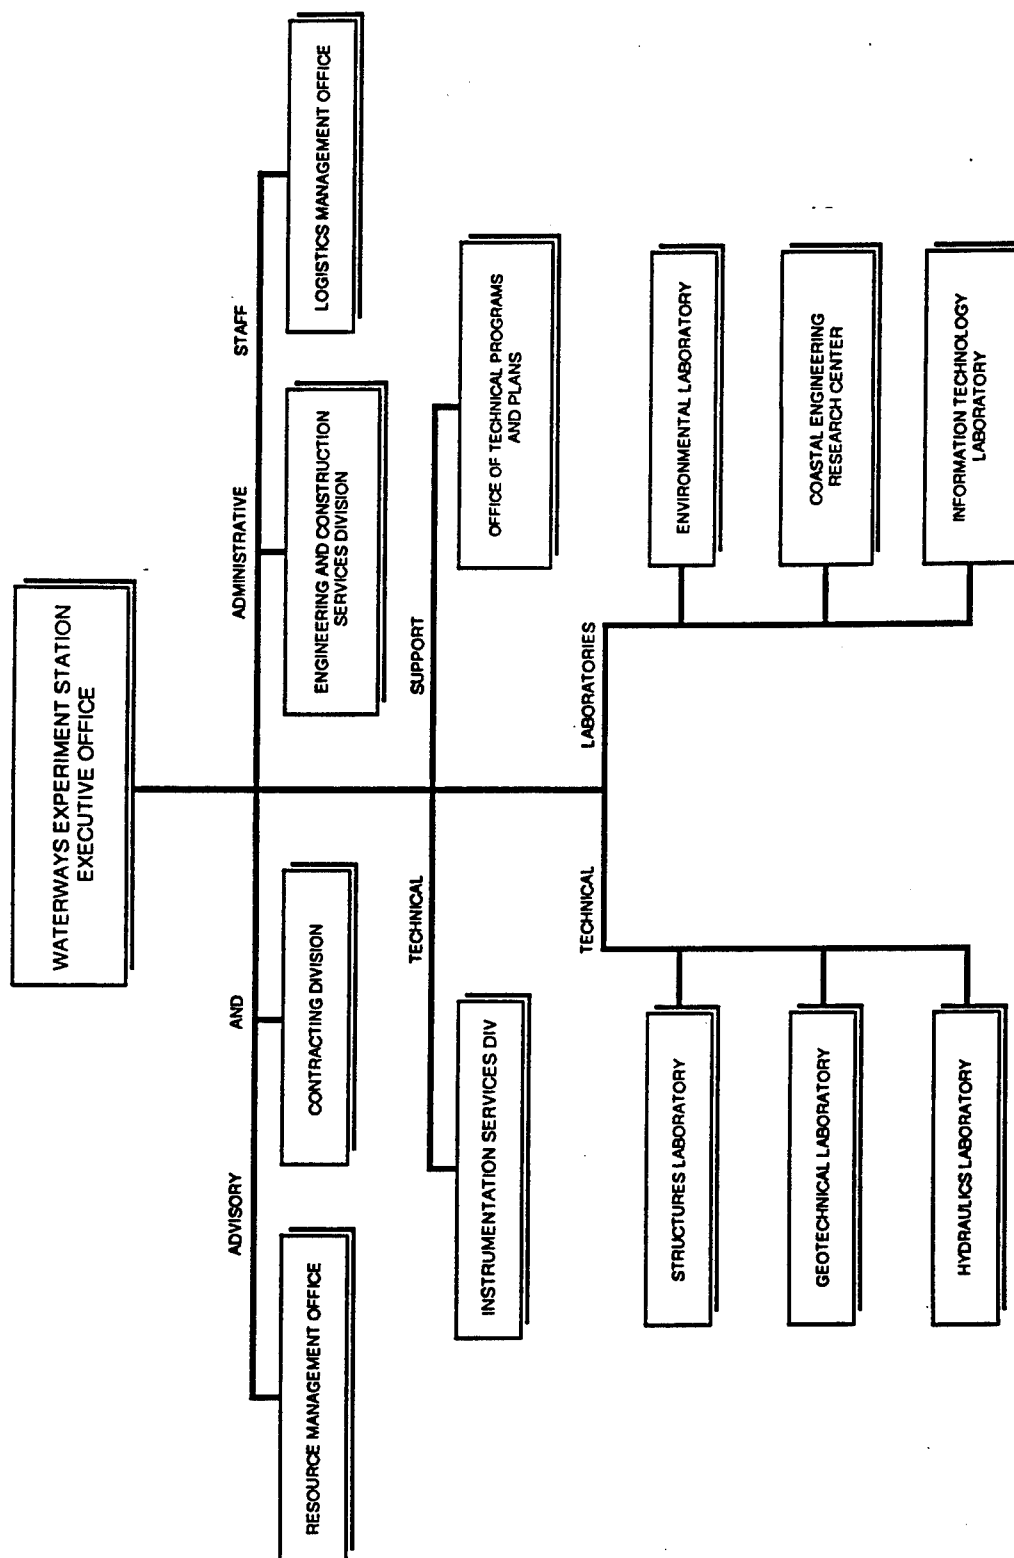 WATERWAYS EXPERIMENT STATION
EXECUTIVE OFFICE
ADVISORY AND ADMINISTRATIVE STAFF
RESOURCE MANAGEMENT OFFICE
CONTRACTING DIVISION
ENGINEERING AND CONSTRUCTION
SERVICES DIVISION
LOGISTICS MANAGEMENT OFFICE
TECHNICAL SUPPORT
INSTRUMENTATION SERVICES DIV
OFFICE OF TECHNICAL PROGRAMS
AND PLANS
TECHNICAL LABORATORIES
STRUCTURES LABORATORY
ENVIRONMENTAL LABORATORY
GEOTECHNICAL LABORATORY
COASTAL ENGINEERING
RESEARCH CENTER
HYDRAULICS LABORATORY
INFORMATION TECHNOLOGY
LABORATORY